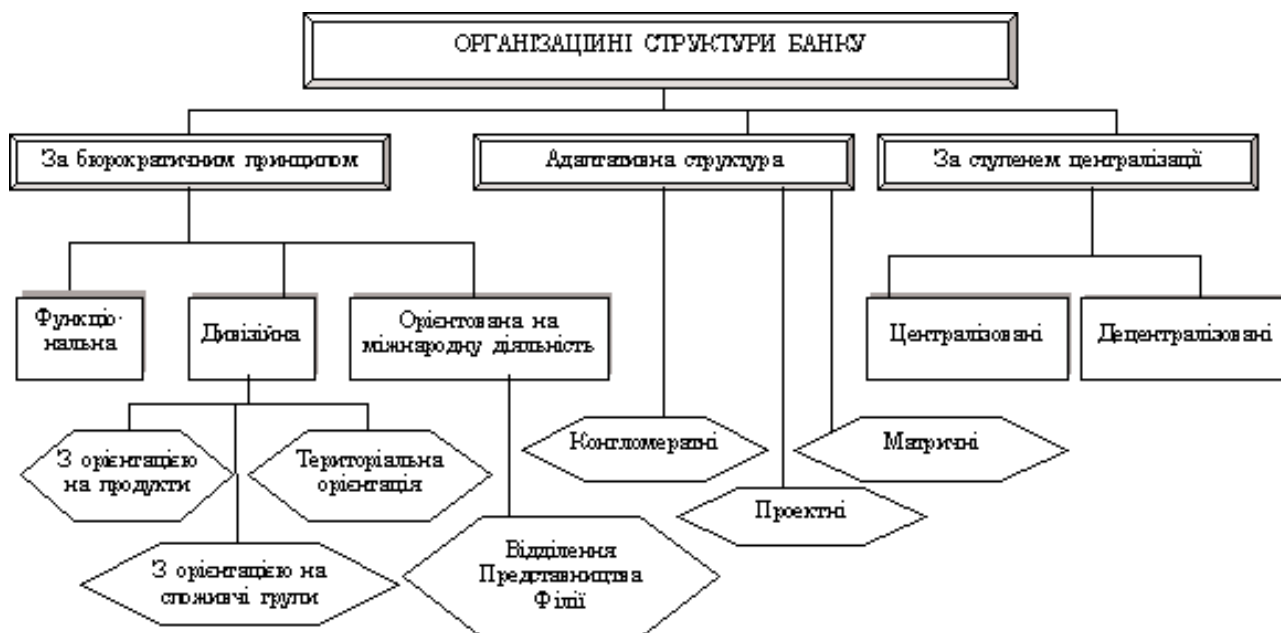 ОРГАНІЗАЦІЙНІ СТРУКТУРИ БАНКУ
За бюрократичним принципом
Адаптативна структура
За ступенем централізації
Функціо-
нальна
Дивізійна
Орієнтована на
міжнародну діяльність
Централізовані
Децентралізовані
З орієнтацією
на продукти
Територіальна
орієнтація
Конгломератні
Матричні
Проектні
З орієнтацією на
споживчі групи
Відділення
Представництва
Філії